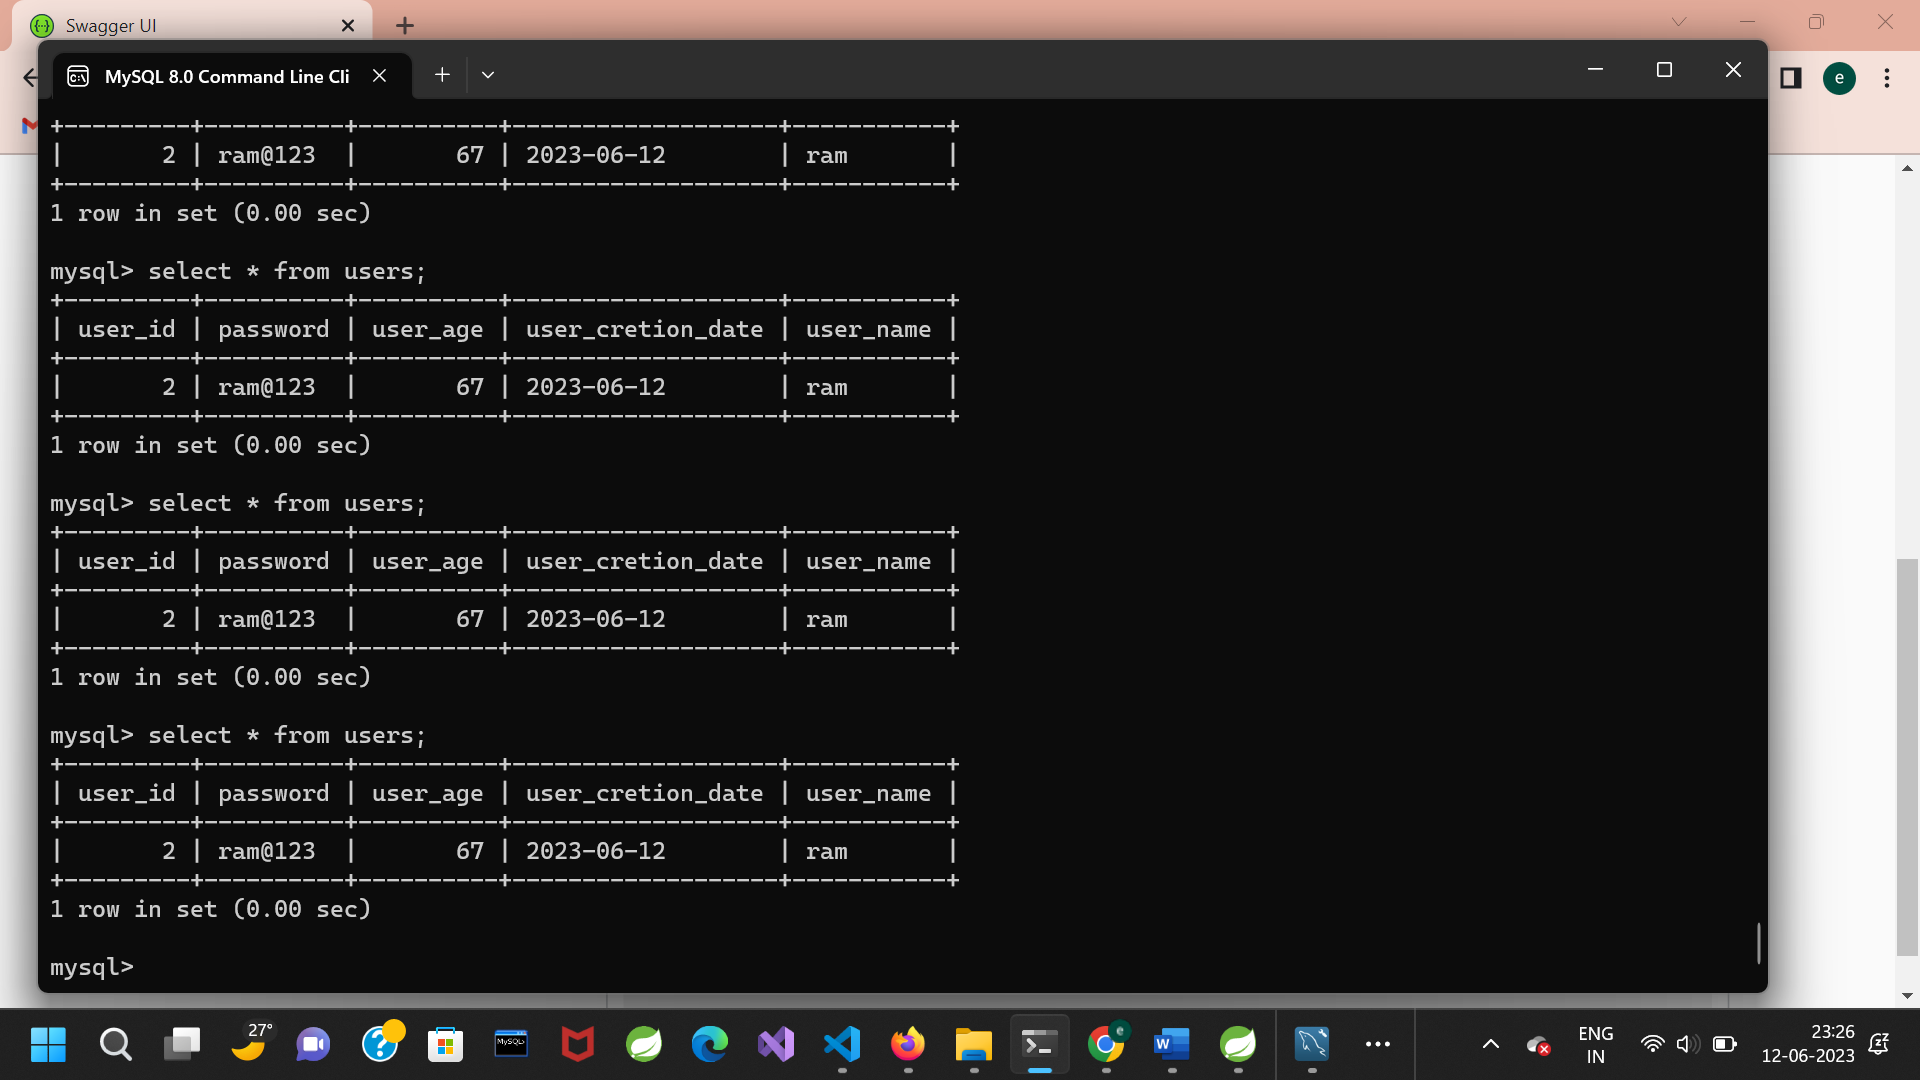 Swagger UI
MySQL 8.0 Command Line Cli
e
+---------+----------+----------+-------------------+-----------+
|       2 | ram@123  |       67 | 2023-06-12        | ram       |
+---------+----------+----------+-------------------+-----------+
1 row in set (0.00 sec)
mysql> select * from users;
+---------+----------+----------+-------------------+-----------+
| user_id | password | user_age | user_cretion_date | user_name |
+---------+----------+----------+-------------------+-----------+
|       2 | ram@123  |       67 | 2023-06-12        | ram       |
+---------+----------+----------+-------------------+-----------+
1 row in set (0.00 sec)
mysql> select * from users;
+---------+----------+----------+-------------------+-----------+
| user_id | password | user_age | user_cretion_date | user_name |
+---------+----------+----------+-------------------+-----------+
|       2 | ram@123  |       67 | 2023-06-12        | ram       |
+---------+----------+----------+-------------------+-----------+
1 row in set (0.00 sec)
mysql> select * from users;
+---------+----------+----------+-------------------+-----------+
| user_id | password | user_age | user_cretion_date | user_name |
+---------+----------+----------+-------------------+-----------+
|       2 | ram@123  |       67 | 2023-06-12        | ram       |
+---------+----------+----------+-------------------+-----------+
1 row in set (0.00 sec)
mysql>
27°
MySQL>
e
W
ENG
IN
23:26
12-06-2023